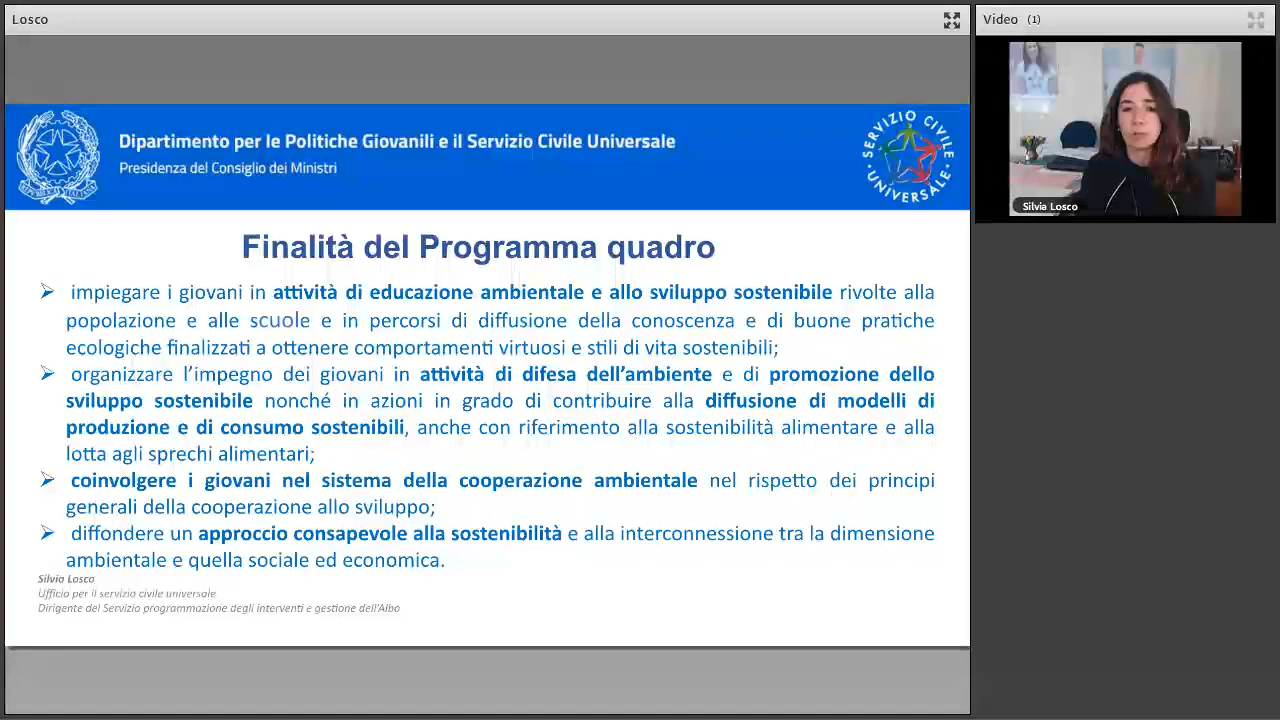 Losco
Video (1)
Dipartimento per le Politiche Giovanili e il Servizio Civile Universale
Presidenza del Consiglio dei Ministri
SERVIZIO CIVILE
UNIVERSALE
Silvia Losco
Finalità del Programma quadro
➢ impiegare i giovani in attività di educazione ambientale e allo sviluppo sostenibile rivolte alla
popolazione e alle scuole e in percorsi di diffusione della conoscenza e di buone pratiche
ecologiche finalizzati a ottenere comportamenti virtuosi e stili di vita sostenibili;
➢ organizzare l’impegno dei giovani in attività di difesa dell’ambiente e di promozione dello
sviluppo sostenibile nonché in azioni in grado di contribuire alla diffusione di modelli di
produzione e di consumo sostenibili, anche con riferimento alla sostenibilità alimentare e alla
lotta agli sprechi alimentari;
➢ coinvolgere i giovani nel sistema della cooperazione ambientale nel rispetto dei principi
generali della cooperazione allo sviluppo;
➢ diffondere un approccio consapevole alla sostenibilità e alla interconnessione tra la dimensione
ambientale e quella sociale ed economica.
Silvia Losco
Ufficio per il servizio civile universale
Dirigente del Servizio programmazione degli interventi e gestione dell’Albo